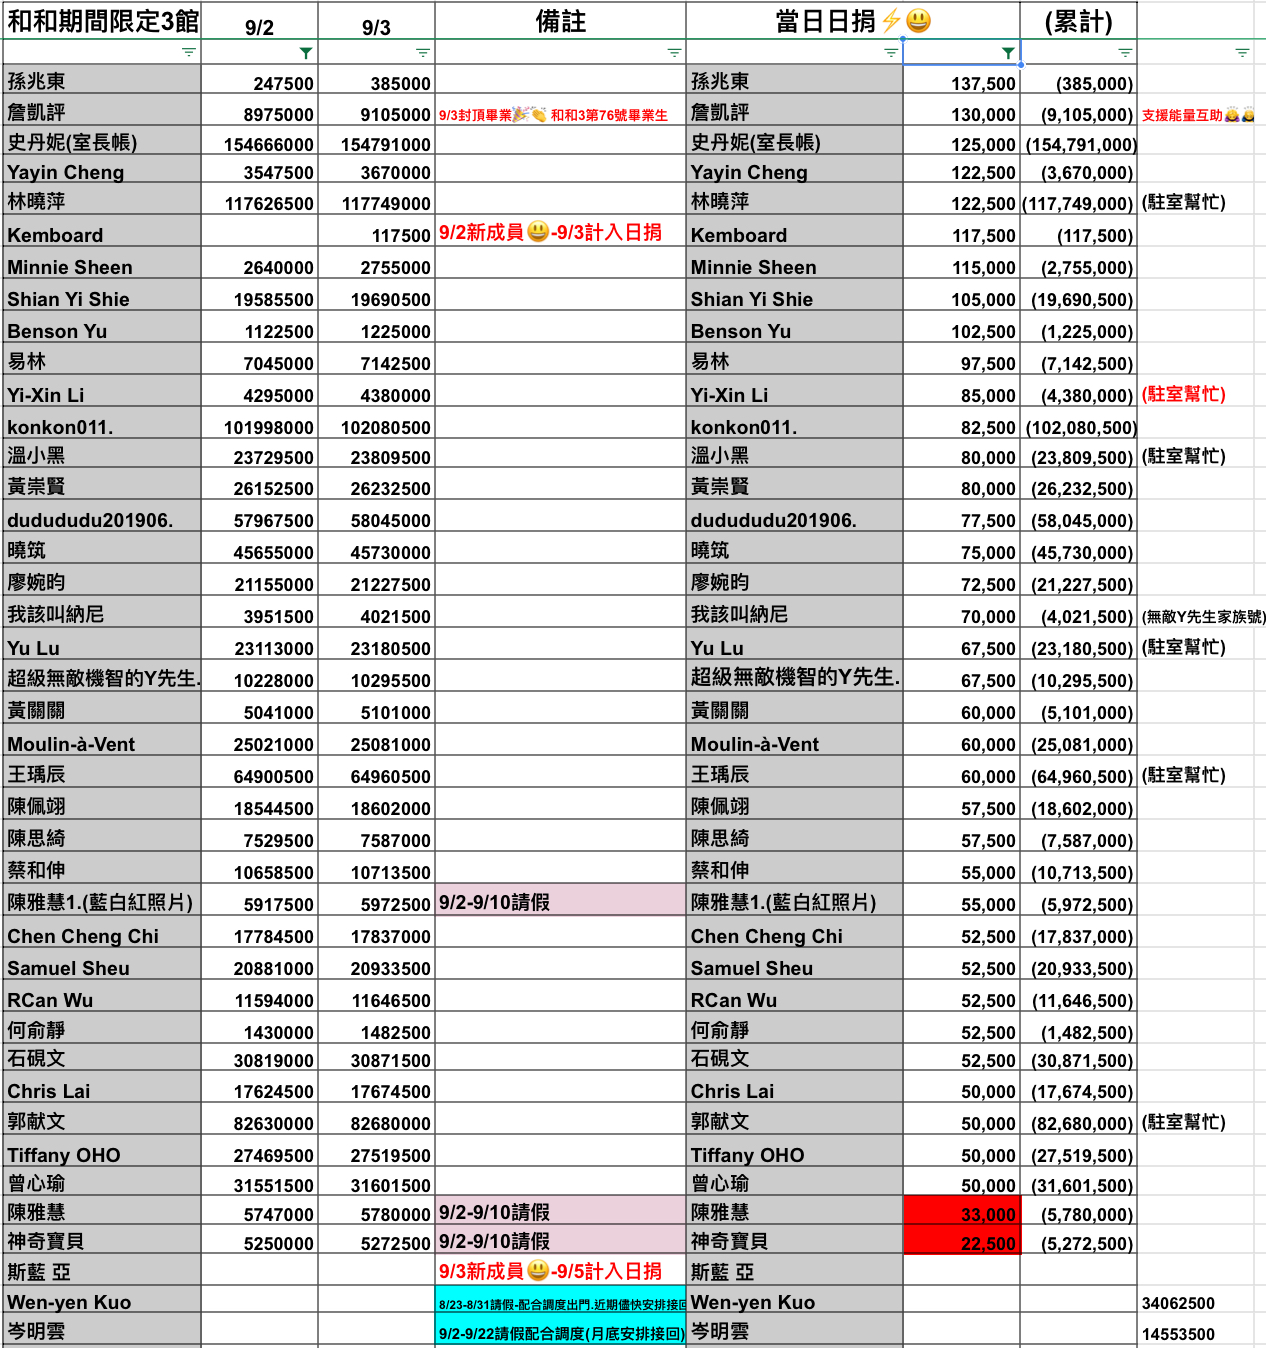 和和期間限定3館 9/2 9/3 備註 當日日捐⚡😃 (累計)
孫兆東 247500 385000 孫兆東 137,500 (385,000)
詹凱評 8975000 9105000 9/3封頂畢業🎉👏 和和3第76號畢業生 詹凱評 130,000 (9,105,000) 支援能量互助
史丹妮(室長帳) 154666000 154791000 史丹妮(室長帳) 125,000 (154,791,000)
Yayin Cheng 3547500 3670000 Yayin Cheng 122,500 (3,670,000)
林曉萍 117626500 117749000 林曉萍 122,500 (117,749,000) (駐室幫忙)
Kemboard 117500 9/2新成員😃-9/3計入日捐 Kemboard 117,500 (117,500)
Minnie Sheen 2640000 2755000 Minnie Sheen 115,000 (2,755,000)
Shian Yi Shie 19585500 19690500 Shian Yi Shie 105,000 (19,690,500)
Benson Yu 1122500 1225000 Benson Yu 102,500 (1,225,000)
易林 7045000 7142500 易林 97,500 (7,142,500)
Yi-Xin Li 4295000 4380000 Yi-Xin Li 85,000 (4,380,000) (駐室幫忙)
konkon011. 101998000 102080500 konkon011. 82,500 (102,080,500)
溫小黑 23729500 23809500 溫小黑 80,000 (23,809,500) (駐室幫忙)
黃崇賢 26152500 26232500 黃崇賢 80,000 (26,232,500)
dudududu201906. 57967500 58045000 dudududu201906. 77,500 (58,045,000)
曉筑 45655000 45730000 曉筑 75,000 (45,730,000)
廖婉昀 21155000 21227500 廖婉昀 72,500 (21,227,500)
我該叫納尼 3951500 4021500 我該叫納尼 70,000 (4,021,500) (無敵Y先生家族號)
Yu Lu 23113000 23180500 Yu Lu 67,500 (23,180,500) (駐室幫忙)
超級無敵機智的Y先生. 10228000 10295500 超級無敵機智的Y先生. 67,500 (10,295,500)
黃關關 5041000 5101000 黃關關 60,000 (5,101,000)
Moulin-à-Vent 25021000 25081000 Moulin-à-Vent 60,000 (25,081,000)
王瑀辰 64900500 64960500 王瑀辰 60,000 (64,960,500) (駐室幫忙)
陳佩翊 18544500 18602000 陳佩翊 57,500 (18,602,000)
陳思綺 7529500 7587000 陳思綺 57,500 (7,587,000)
蔡和伸 10658500 10713500 蔡和伸 55,000 (10,713,500)
陳雅慧1.(藍白紅照片) 5917500 5972500 9/2-9/10請假 陳雅慧1.(藍白紅照片) 55,000 (5,972,500)
Chen Cheng Chi 17784500 17837000 Chen Cheng Chi 52,500 (17,837,000)
Samuel Sheu 20881000 20933500 Samuel Sheu 52,500 (20,933,500)
RCan Wu 11594000 11646500 RCan Wu 52,500 (11,646,500)
何俞靜 1430000 1482500 何俞靜 52,500 (1,482,500)
石硯文 30819000 30871500 石硯文 52,500 (30,871,500)
Chris Lai 17624500 17674500 Chris Lai 50,000 (17,674,500)
郭献文 82630000 82680000 郭献文 50,000 (82,680,000) (駐室幫忙)
Tiffany OHO 27469500 27519500 Tiffany OHO 50,000 (27,519,500)
曾心瑜 31551500 31601500 曾心瑜 50,000 (31,601,500)
陳雅慧 5747000 5780000 9/2-9/10請假 陳雅慧 33,000 (5,780,000)
神奇寶貝 5250000 5272500 9/2-9/10請假 神奇寶貝 22,500 (5,272,500)
斯藍 亞 9/3新成員😃-9/5計入日捐 斯藍 亞
Wen-yen Kuo 8/23-8/31請假-配合調度出門.近期儘快安排接回 Wen-yen Kuo 34062500
岑明雲 9/2-9/22請假配合調度(月底安排接回) 岑明雲 14553500